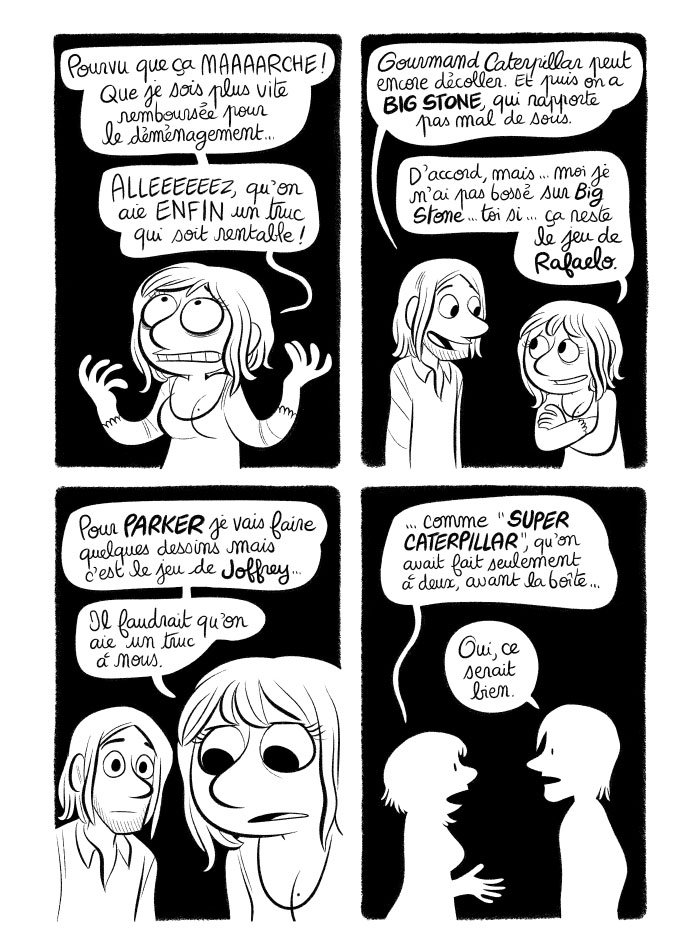 Pourvu que ça MAAAARCHE!
Que je sois plus vite
remboursée pour
le déménagement...
ALLEEEEEEZ, qu'on
aie ENFIN un truc
qui soit rentable!
Gourmand Caterpillar peut
encore décoller. Et puis on a
BIG STONE, qui rapporte
pas mal de sous.
D'accord, mais... moi je
n'ai pas bossé sur Big
Stone... toi si... ça reste
le jeu de
Rafaelo.
Pour PARKER je vais faire
quelques dessins mais
c'est le jeu de Joffrey...
Il faudrait qu'on
aie un truc
à nous.
... comme "SUPER
CATERPILLAR", qu'on
avait fait seulement
à deux, avant la boîte...
Oui, ce
serait
bien.